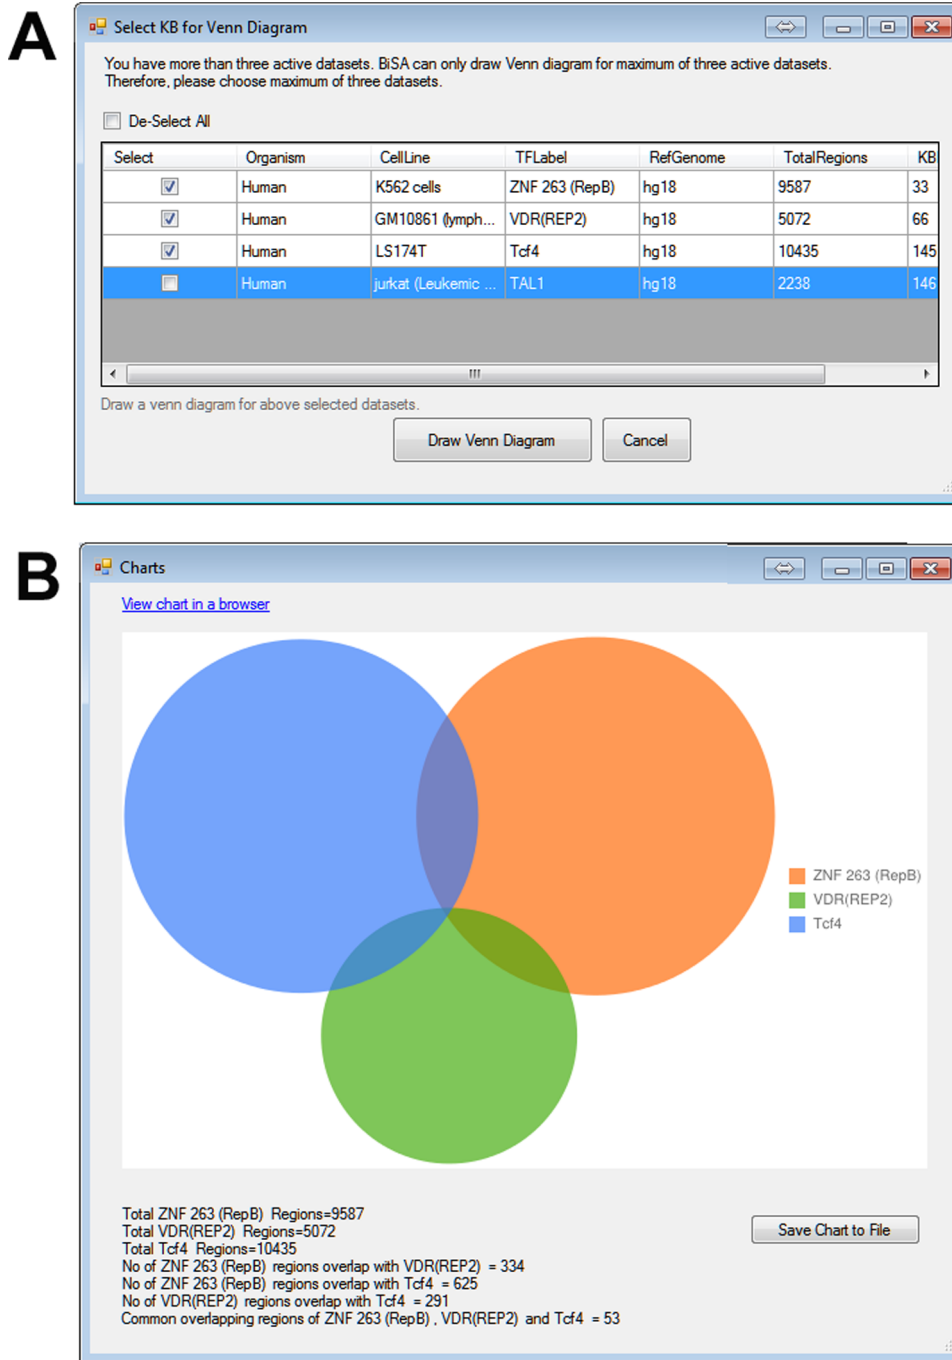 A
Select KB for Venn Diagram
You have more than three active datasets. BiSA can only draw Venn diagram for maximum of three active datasets.
Therefore, please choose maximum of three datasets.
De-Select All
Select Organism CellLine TFLabel RefGenome TotalRegions KB
Human K562 cells ZNF 263 (RepB) hg18 9587 33
Human GM10861 (lymph... VDR(REP2) hg18 5072 66
Human LS174T Tcf4 hg18 10435 145
Human jurkat (Leukemic ... TAL1 hg18 2238 146
Draw a venn diagram for above selected datasets.
Draw Venn Diagram Cancel
B
Charts
View chart in a browser
ZNF 263 (RepB)
VDR(REP2)
Tcf4
Total ZNF 263 (RepB) Regions=9587
Total VDR(REP2) Regions=5072
Total Tcf4 Regions=10435
No of ZNF 263 (RepB) regions overlap with VDR(REP2) = 334
No of ZNF 263 (RepB) regions overlap with Tcf4 = 625
No of VDR(REP2) regions overlap with Tcf4 = 291
Common overlapping regions of ZNF 263 (RepB) , VDR(REP2) and Tcf4 = 53
Save Chart to File